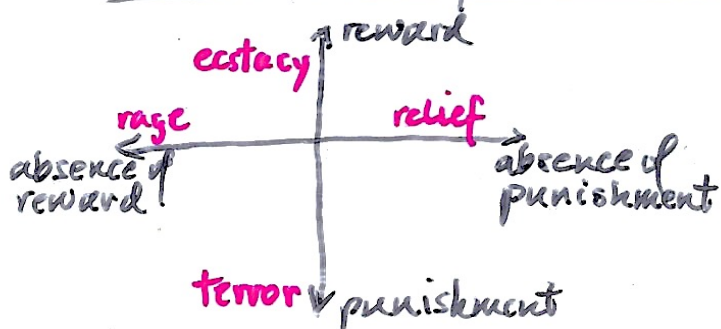 reward
ecstacy
rage
relief
absence of
reward
absence of
punishment
terror
punishment